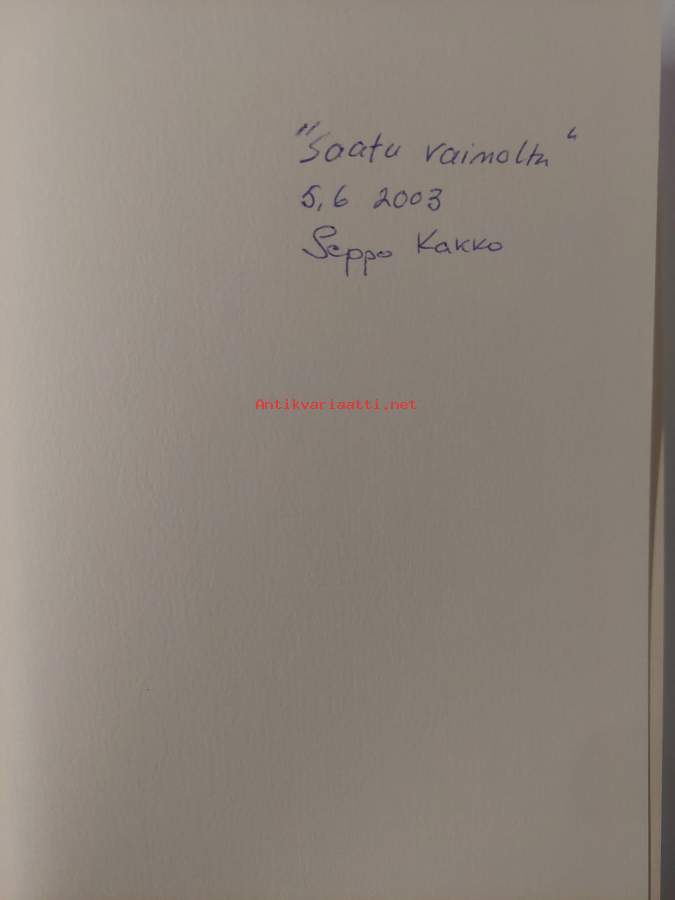 "Saatu vaimolta"
5,6 2003
Seppo Kakko
Antikvariaatti.net